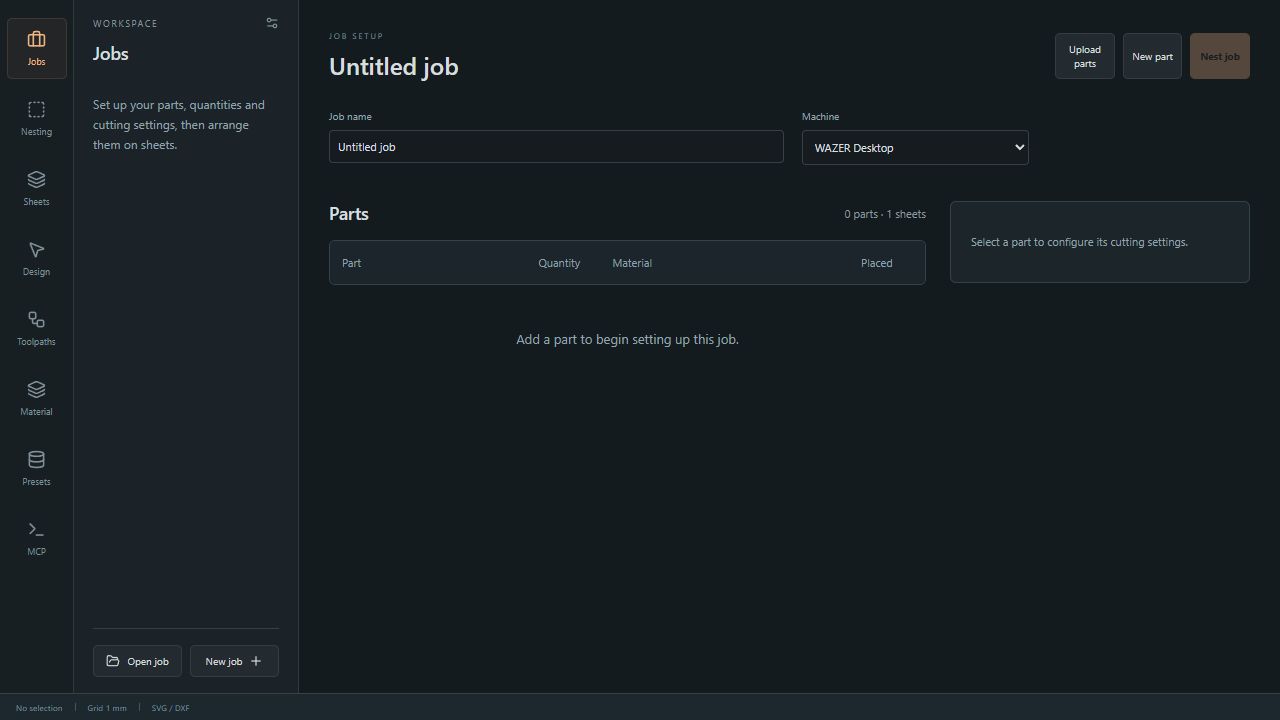 Jobs
Nesting
Sheets
Design
Toolpaths
Material
Presets
MCP
WORKSPACE
Jobs
Set up your parts, quantities and
cutting settings, then arrange
them on sheets.
Open job
New job
JOB SETUP
Untitled job
Upload
parts
New part
Nest job
Job name
Machine
Untitled job
WAZER Desktop
Parts
0 parts · 1 sheets
Part
Quantity
Material
Placed
Add a part to begin setting up this job.
Select a part to configure its cutting settings.
No selection
Grid 1 mm
SVG / DXF